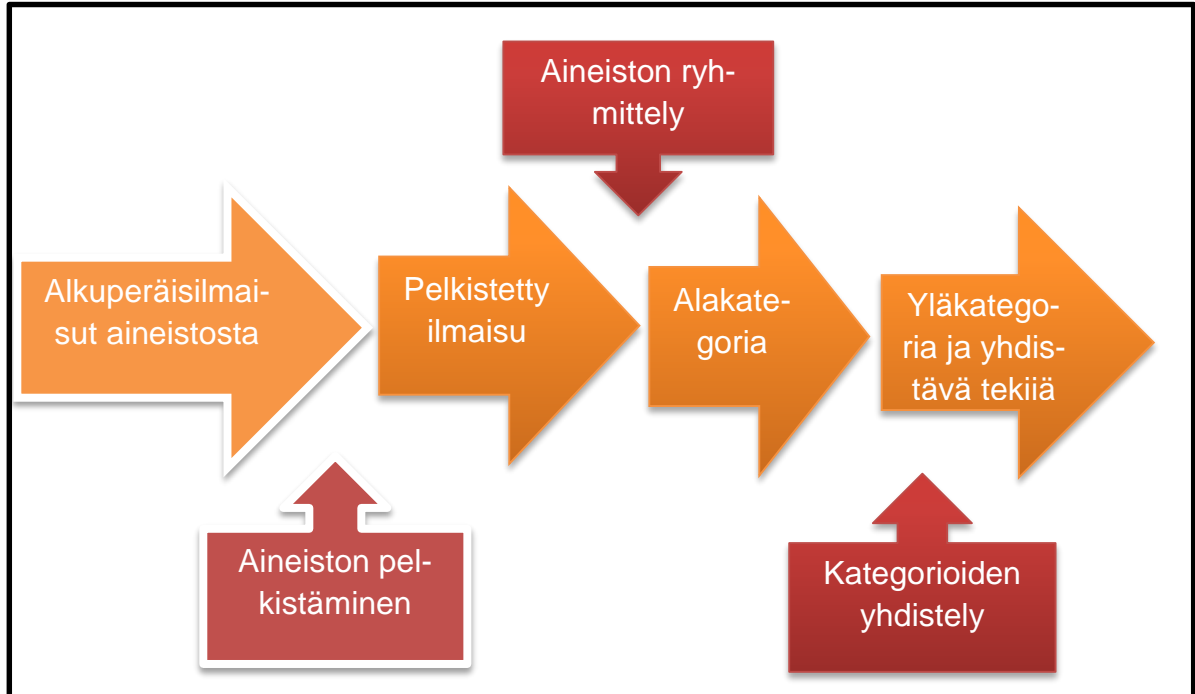 Aineiston ryh-
mittely
Alkuperäisilmai-
sut aineistosta
Pelkistetty
ilmaisu
Alakate-
goria
Yläkatego-
ria ja yhdis-
tävä tekijä
Aineiston pel-
kistäminen
Kategorioiden
yhdistely